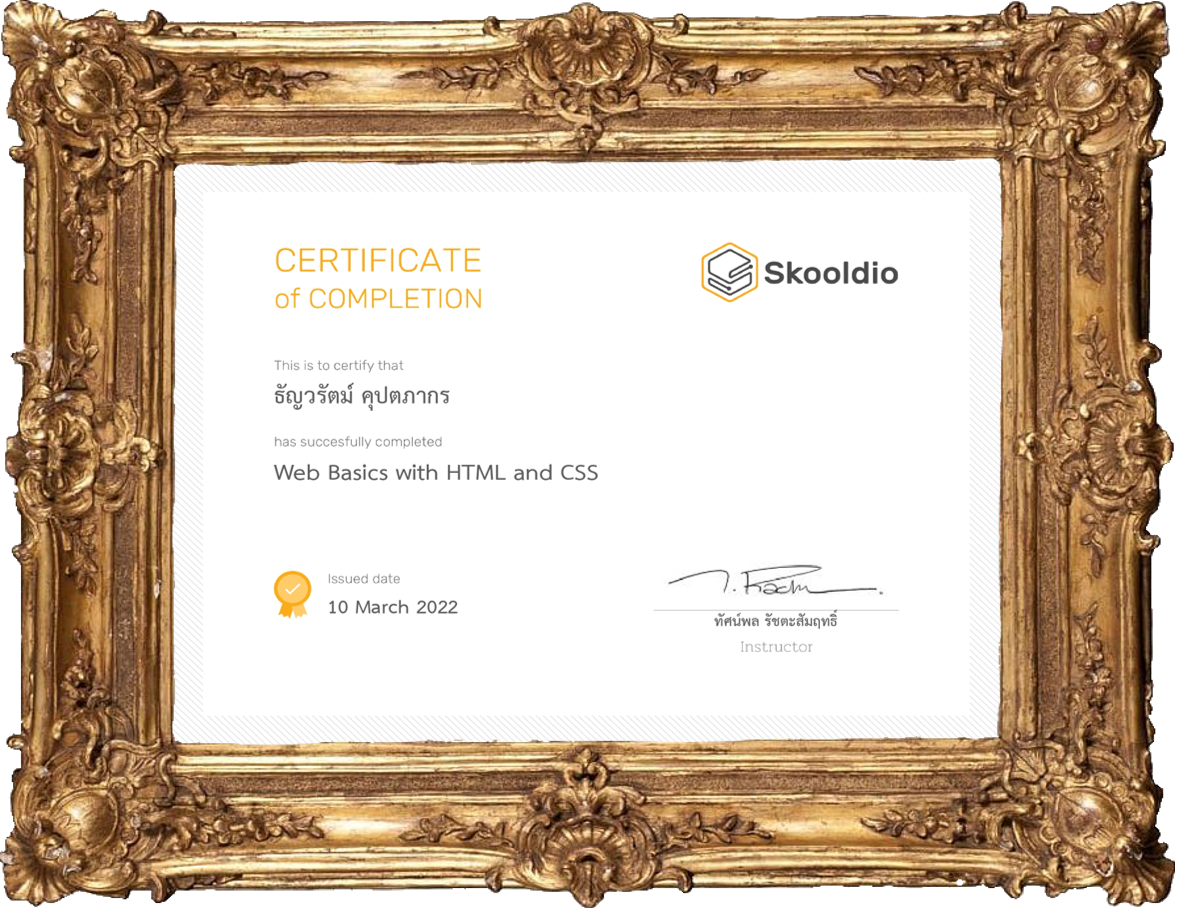 CERTIFICATE
of COMPLETION
Skooldio
This is to certify that
ธัญวรัตม์ คุปตภากร
has succesfully completed
Web Basics with HTML and CSS
Issued date
10 March 2022
ทัศน์พล รัชตะสัมฤทธิ์
Instructor